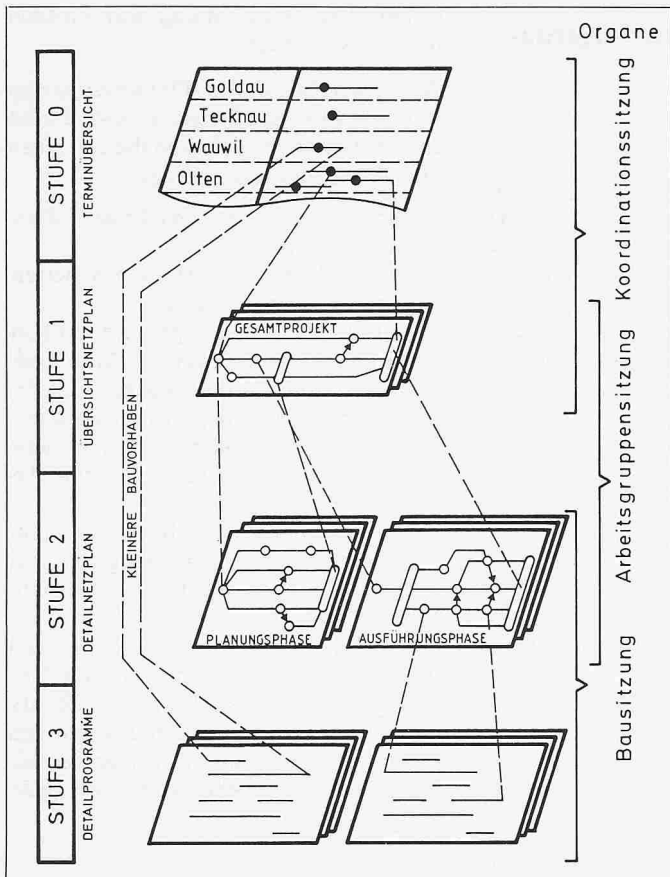 Organe
STUFE 0
TERMINÜBERSICHT
Goldau
Tecknau
Wauwil
Olten
Koordinationssitzung
STUFE 1
ÜBERSICHTSNETZPLAN
GESAMTPROJEKT
KLEINERE BAUVORHABEN
Arbeitsgruppensitzung
STUFE 2
DETAILNETZPLAN
PLANUNGSPHASE
AUSFÜHRUNGSPHASE
Bausitzung
STUFE 3
DETAILPROGRAMME